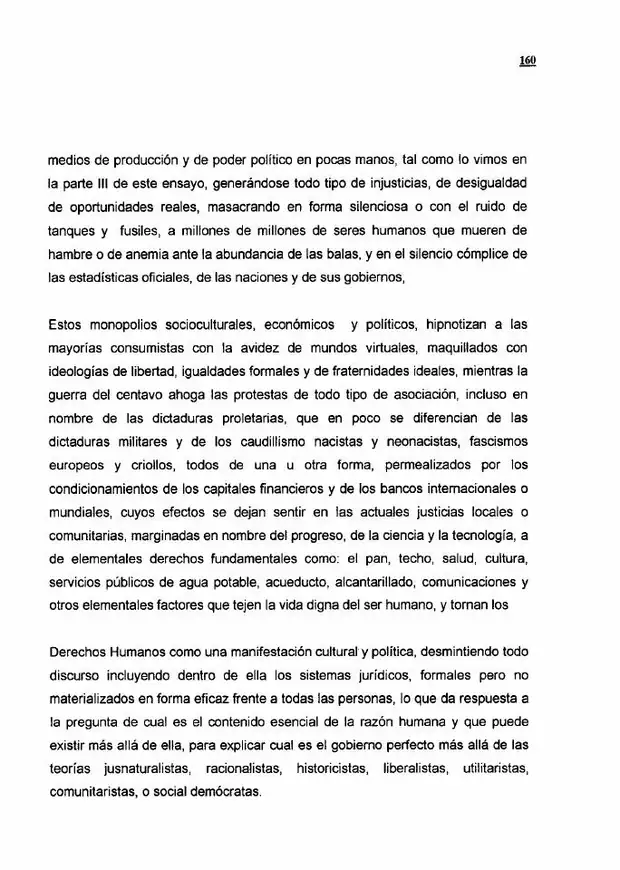 160
medios de producción y de poder político en pocas manos, tal como lo vimos en
la parte III de este ensayo, generándose todo tipo de injusticias, de desigualdad
de oportunidades reales, masacrando en forma silenciosa o con el ruido de
tanques y fusiles, a millones de millones de seres humanos que mueren de
hambre o de anemia ante la abundancia de las balas, y en el silencio cómplice de
las estadísticas oficiales, de las naciones y de sus gobiernos,
Estos monopolios socioculturales, económicos y políticos, hipnotizan a las
mayorías consumistas con la avidez de mundos virtuales, maquillados con
ideologías de libertad, igualdades formales y de fraternidades ideales, mientras la
guerra del centavo ahoga las protestas de todo tipo de asociación, incluso en
nombre de las dictaduras proletarias, que en poco se diferencian de las
dictaduras militares y de los caudillismo nacistas y neonacistas, fascismos
europeos y criollos, todos de una u otra forma, permealizados por los
condicionamientos de los capitales financieros y de los bancos internacionales o
mundiales, cuyos efectos se dejan sentir en las actuales justicias locales o
comunitarias, marginadas en nombre del progreso, de la ciencia y la tecnología, a
de elementales derechos fundamentales como: el pan, techo, salud, cultura,
servicios públicos de agua potable, acueducto, alcantarillado, comunicaciones y
otros elementales factores que tejen la vida digna del ser humano, y tornan los
Derechos Humanos como una manifestación cultural y política, desmintiendo todo
discurso incluyendo dentro de ella los sistemas jurídicos, formales pero no
materializados en forma eficaz frente a todas las personas, lo que da respuesta a
la pregunta de cual es el contenido esencial de la razón humana y que puede
existir más allá de ella, para explicar cual es el gobierno perfecto más allá de las
teorías jusnaturalistas, racionalistas, historicistas, liberalistas, utilitaristas,
comunitaristas, o social demócratas.